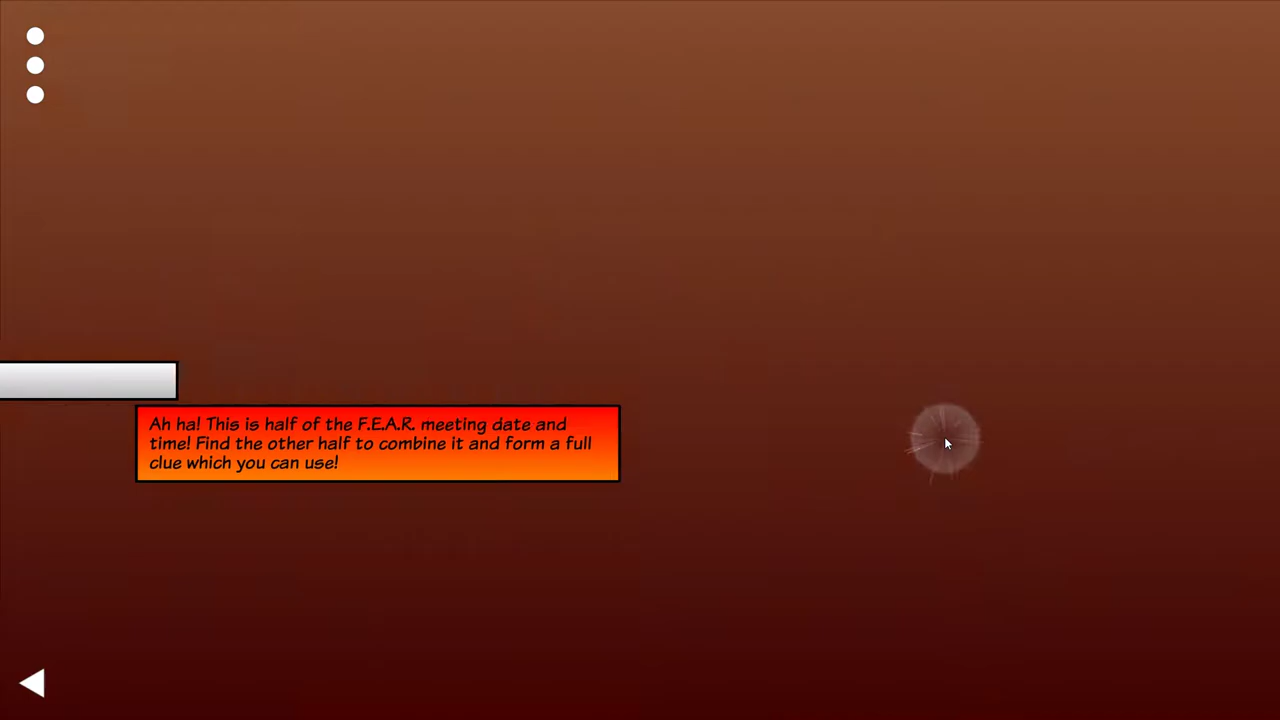 Ah ha! This is half of the F.E.A.R. meeting date and
time! Find the other half to combine it and form a full
clue which you can use!